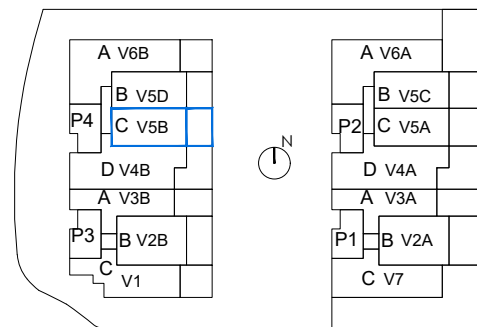 A V6B
B V5D
P4
C V5B
D V4B
A V3B
P3
B V2B
C
V1
N
A V6A
B V5C
P2
C V5A
D V4A
A V3A
P1
B V2A
C V7